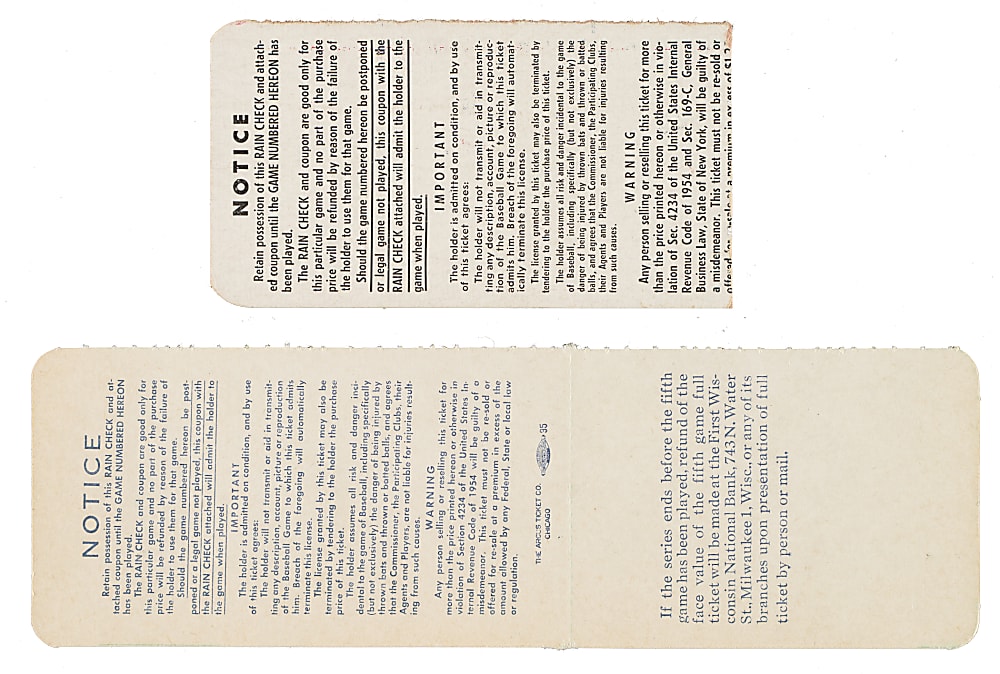 NOTICE
Retain possession of this RAIN CHECK and attach-
ed coupon until the GAME NUMBERED HEREON HAS
been played.
The RAIN CHECK and coupon are good only for
this particular game and no part of the purchase
price will be refunded by reason of the failure of
the holder to use them for that game.
Should the game numbered hereon be postponed
or legal game not played, this coupon with the
RAIN CHECK attached will admit the holder to the
game when played.
IMPORTANT
The holder is admitted on condition, and by use
of this ticket agrees:
The holder will not transmit or aid in transmit-
ting any description, account, picture or reproduc-
tion of the Baseball Game to which this ticket
admits him. Breach of the foregoing will automat-
ically terminate this license.
The license granted by this ticket may also be terminated by
tendering to the holder the purchase price of this ticket.
The holder assumes all risk and danger incidental to the game
of Baseball, including specifically (but not exclusively) the
danger of being injured by thrown bats and thrown or batted
balls, and agrees that the Commissioner, the Participating Clubs,
their Agents and Players are not liable for injuries resulting
from such causes.
WARNING
Any person selling or reselling this ticket for more
than the price printed hereon or otherwise in vio-
lation of Sec. 4234 of the United States Internal
Revenue Code of 1954 and Sec. 169-C, General
Business Law, State of New York, will be guilty of
a misdemeanor. This ticket must not be re-sold or
NOTICE
Retain possession of this RAIN CHECK and at-
tached coupon until the GAME NUMBERED HEREON
has been played.
The RAIN CHECK and coupon are good only for
this particular game and no part of the purchase
price will be refunded by reason of the failure of
the holder to use them for that game.
Should the game numbered hereon be post-
poned or a legal game not played, this coupon with
the RAIN CHECK attached will admit the holder to
the game when played.
IMPORTANT
The holder is admitted on condition, and by use
of this ticket agrees:
The holder will not transmit or aid in transmit-
ting any description, account, picture or reproduction
of the Baseball Game to which this ticket admits
him. Breach of the foregoing will automatically
terminate this license.
The license granted by this ticket may also be
terminated by tendering to the holder the purchase
price of this ticket.
The holder assumes all risk and danger inci-
dental to the game of Baseball, including specifically
(but not exclusively) the danger of being injured by
thrown bats and thrown or batted balls, and agrees
that the Commissioner, the Participating Clubs, their
Agents and Players, are not liable for injuries result-
ing from such causes.
WARNING
Any person selling or reselling this ticket for
more than the price printed hereon or otherwise in
violation of Section 4234 of the United States In-
ternal Revenue Code of 1954 will be guilty of a
misdemeanor. This ticket must not be re-sold or
offered for re-sale at a premium in excess of the
amount allowed by any Federal, State or local law
or regulation.
THE ARCUS TICKET CO.
CHICAGO
35
If the series ends before the fifth
game has been played, refund of the
face value of the fifth game full
ticket will be made at the First Wis-
consin National Bank, 743 N. Water
St., Milwaukee 1, Wisc., or any of its
branches upon presentation of full
ticket by person or mail.